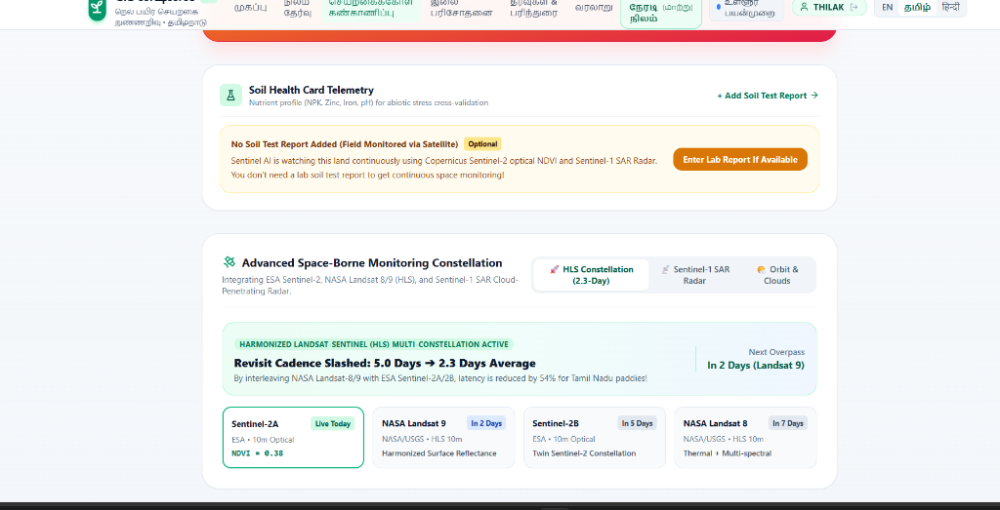 நெல் பயிர் செயற்கை
நுண்ணறிவு • தமிழ்நாடு
முகப்பு
நிலம்
தேர்வு
செயற்கைக்கோள்
கண்காணிப்பு
இலை
பரிசோதனை
தரவுகள் &
பரிந்துரை
வரலாறு
நேரடி (மாற்று)
நிலம்
உள்ளூர்
பயன்முறை
THILAK
EN தமிழ் हिन्दी
Soil Health Card Telemetry
Nutrient profile (NPK, Zinc, Iron, pH) for abiotic stress cross-validation
+ Add Soil Test Report →
No Soil Test Report Added (Field Monitored via Satellite) Optional
Sentinel AI is watching this land continuously using Copernicus Sentinel-2 optical NDVI and Sentinel-1 SAR Radar.
You don't need a lab soil test report to get continuous space monitoring!
Enter Lab Report If Available
Advanced Space-Borne Monitoring Constellation
Integrating ESA Sentinel-2, NASA Landsat 8/9 (HLS), and Sentinel-1 SAR Cloud-
Penetrating Radar.
HLS Constellation
(2.3-Day)
Sentinel-1 SAR
Radar
Orbit &
Clouds
HARMONIZED LANDSAT SENTINEL (HLS) MULTI CONSTELLATION ACTIVE
Revisit Cadence Slashed: 5.0 Days → 2.3 Days Average
By interleaving NASA Landsat-8/9 with ESA Sentinel-2A/2B, latency is reduced by 54% for Tamil Nadu paddies!
Next Overpass
In 2 Days (Landsat 9)
Sentinel-2A Live Today
ESA • 10m Optical
NDVI = 0.38
NASA Landsat 9 In 2 Days
NASA/USGS • HLS 10m
Harmonized Surface Reflectance
Sentinel-2B In 5 Days
ESA • 10m Optical
Twin Sentinel-2 Constellation
NASA Landsat 8 In 7 Days
NASA/USGS • HLS 10m
Thermal + Multi-spectral